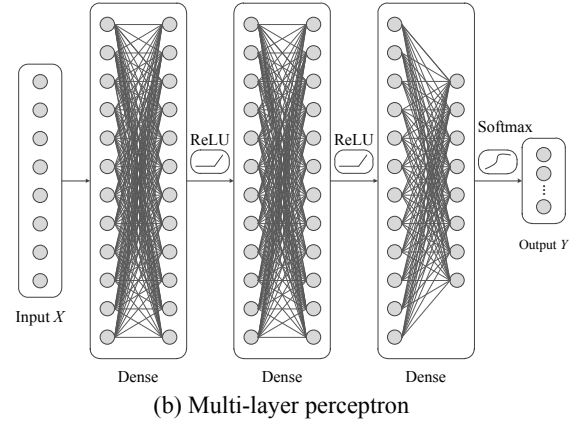 ReLU
ReLU
Softmax
Input X
Output Y
Dense
Dense
Dense
(b) Multi-layer perceptron